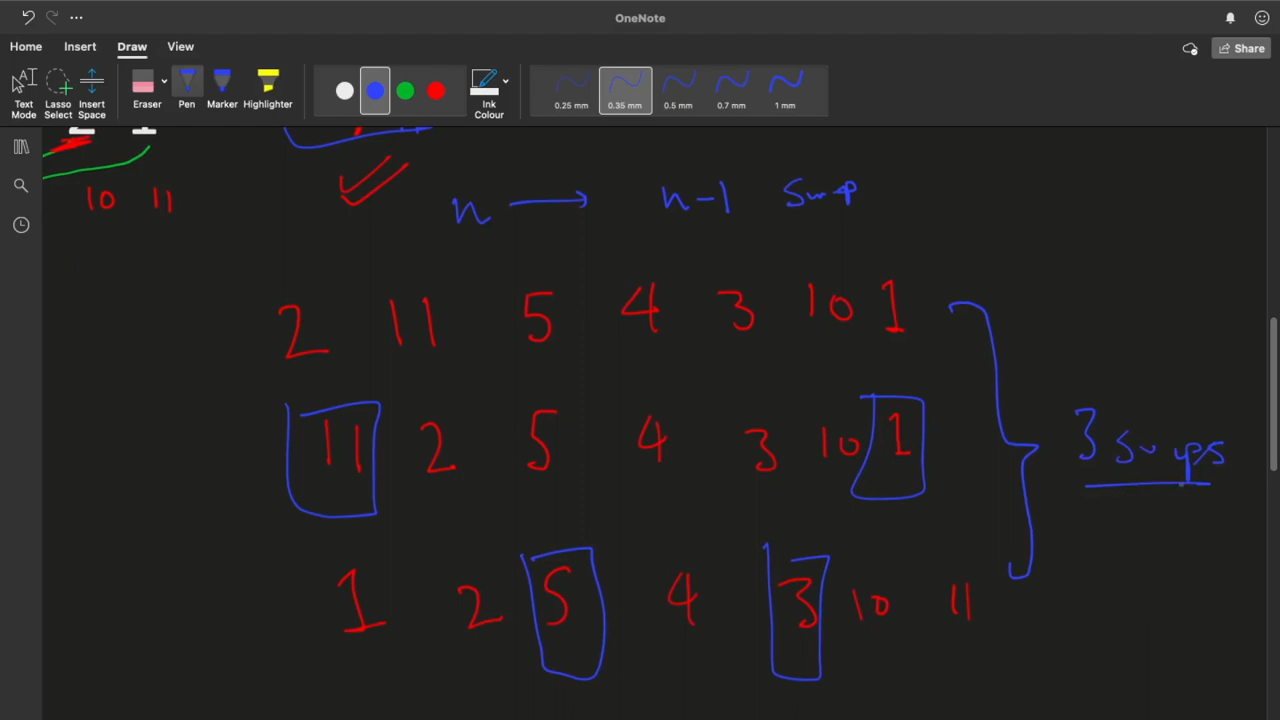 OneNote
Home Insert Draw View
Share
Text Mode
Lasso Select
Insert Space
Eraser
Pen
Marker
Highlighter
Ink Colour
0.25 mm
0.35 mm
0.5 mm
0.7 mm
1 mm
10 11
n → n-1 Swap
2 11 5 4 3 10 1
11 2 5 4 3 10 1
3 swaps
1 2 5 4 3 10 11